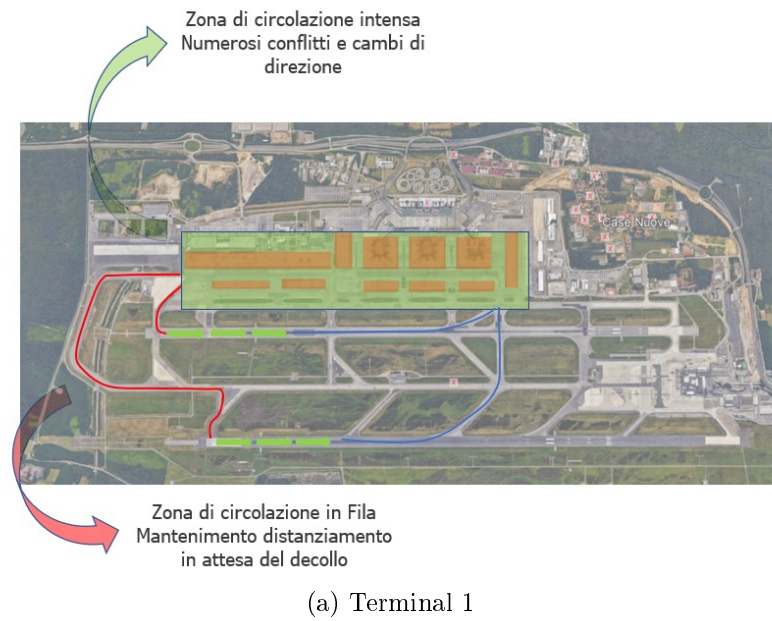 Zona di circolazione intensa
Numerosi conflitti e cambi di
direzione
Case Nuove
Zona di circolazione in Fila
Mantenimento distanziamento
in attesa del decollo
(a) Terminal 1